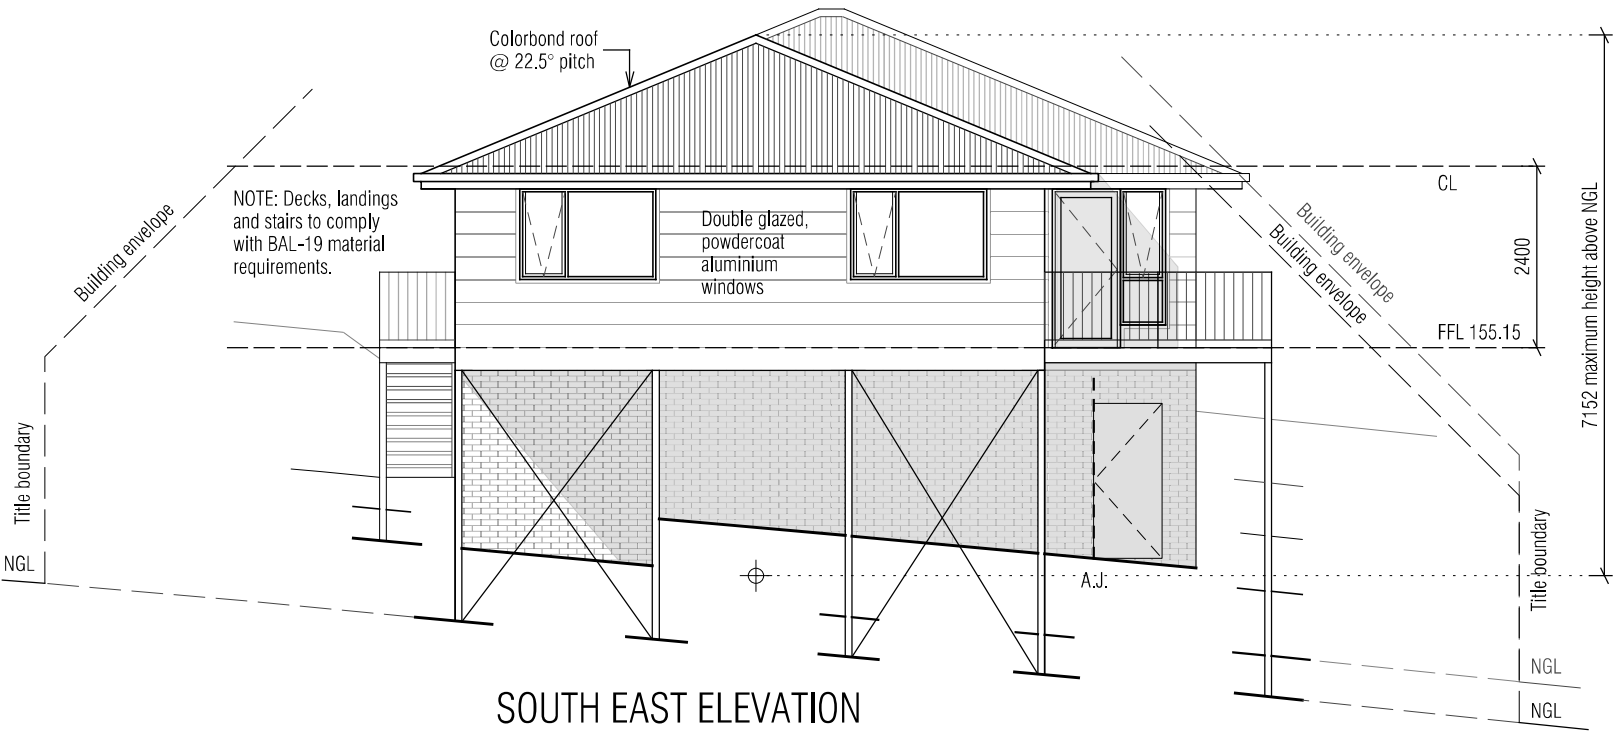 Colorbond roof
@ 22.5° pitch
NOTE: Decks, landings
and stairs to comply
with BAL-19 material
requirements.
Double glazed,
powdercoat
aluminium
windows
Building envelope
Title boundary
NGL
CL
Building envelope
Building envelope
2400
FFL 155.15
7152 maximum height above NGL
A.J.
Title boundary
NGL
NGL
SOUTH EAST ELEVATION